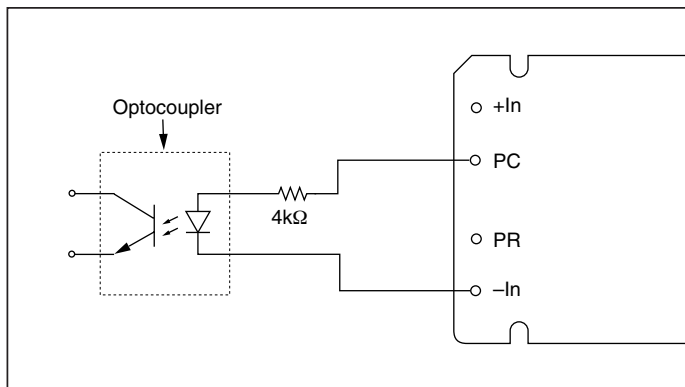 +In
Optocoupler
PC
4kΩ
PR
–In